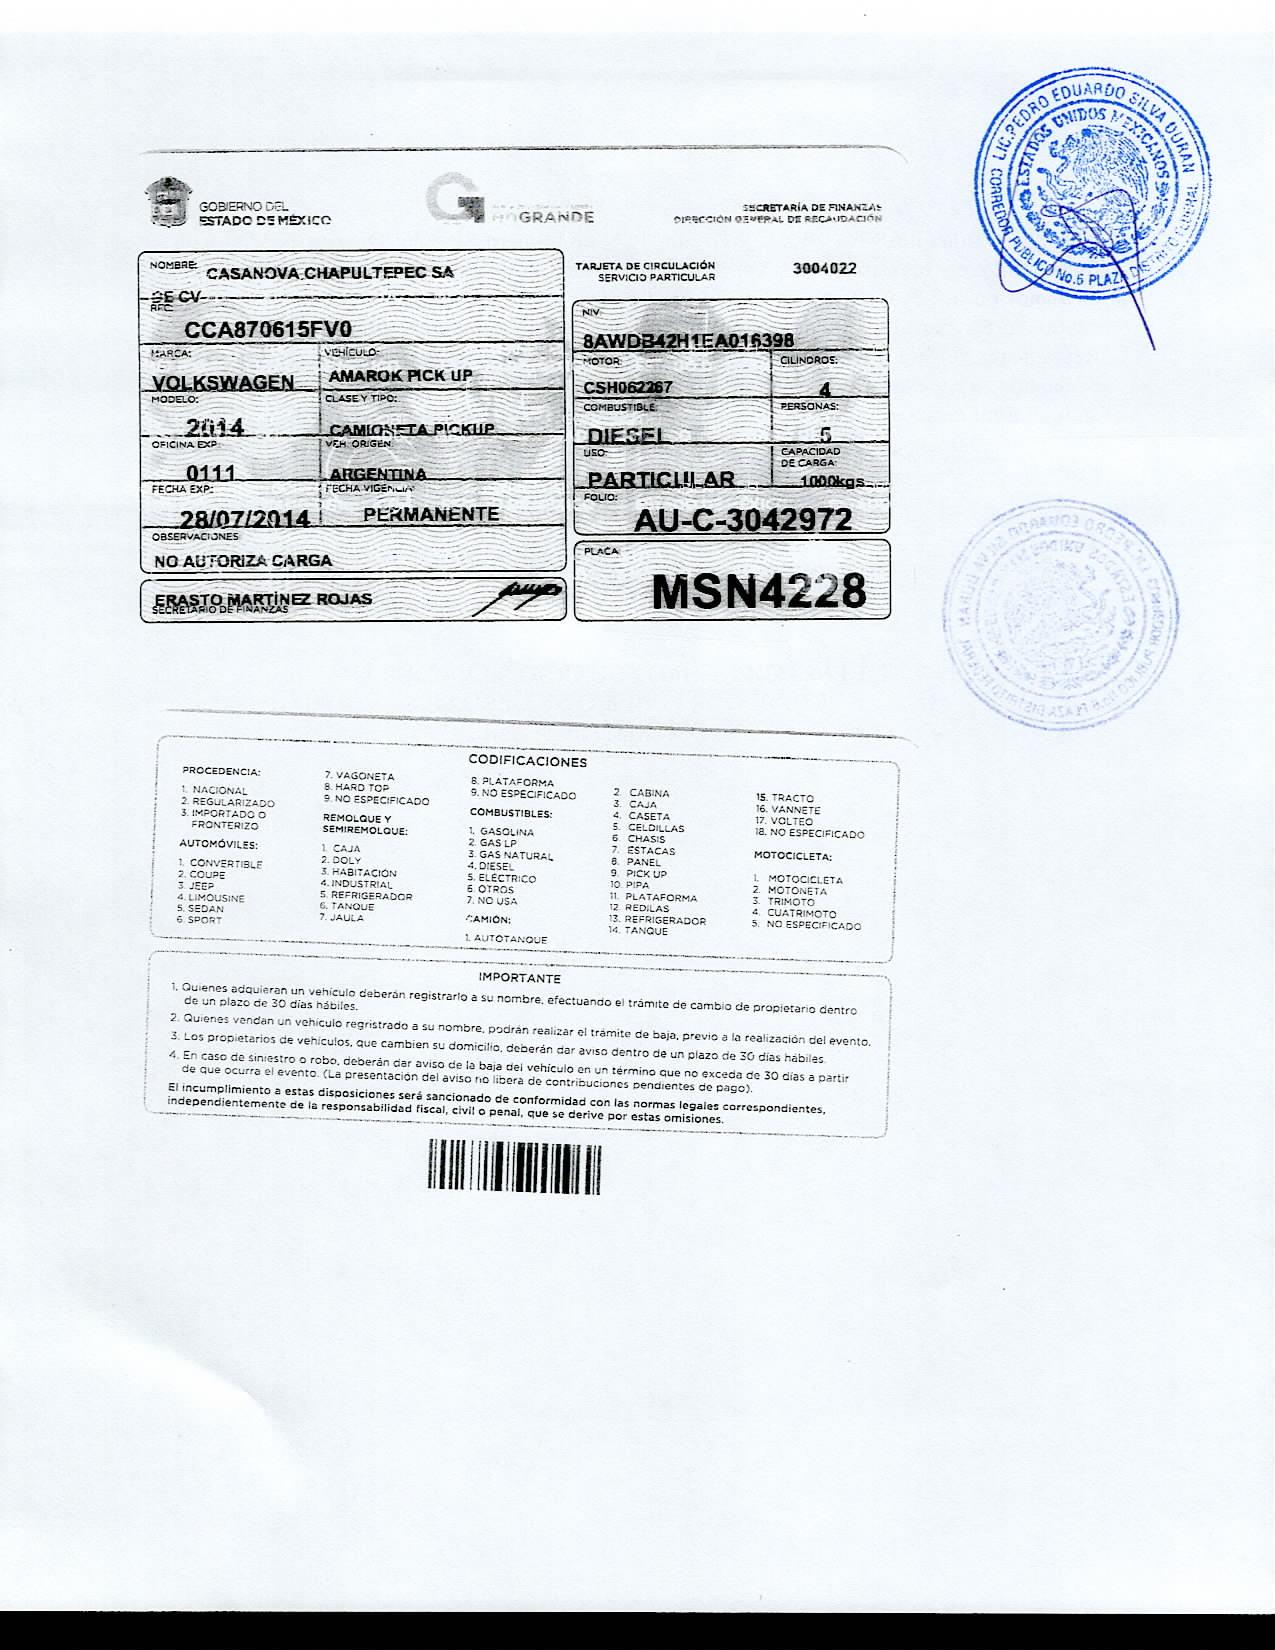 LIC. PEDRO EDUARDO SILVA DURAN
ESTADOS UNIDOS MEXICANOS
CORREDOR PUBLICO No.6 PLAZA DISTRITO FEDERAL
GOBIERNO DEL
ESTADO DE MÉXICO
GRANDE
SECRETARÍA DE FINANZAS
DIRECCIÓN GENERAL DE RECAUDACIÓN
NOMBRE: CASANOVA CHAPULTEPEC SA
DE CV
RFC:
CCA870615FV0
MARCA:
VOLKSWAGEN
VEHÍCULO:
AMAROK PICK UP
MODELO:
2014
CLASE Y TIPO:
CAMIONETA PICKUP
OFICINA EXP:
0111
VEH. ORIGEN:
ARGENTINA
FECHA EXP:
28/07/2014
FECHA VIGENCIA:
PERMANENTE
OBSERVACIONES
NO AUTORIZA CARGA
ERASTO MARTÍNEZ ROJAS
SECRETARIO DE FINANZAS
TARJETA DE CIRCULACIÓN
SERVICIO PARTICULAR
3004022
NIV:
8AWDB42H1EA016398
MOTOR:
CSH062267
CILINDROS:
4
COMBUSTIBLE:
DIESEL
PERSONAS:
5
USO:
PARTICULAR
CAPACIDAD
DE CARGA:
1000kgs
FOLIO:
AU-C-3042972
PLACA
MSN4228
CODIFICACIONES
PROCEDENCIA:
1. NACIONAL
2. REGULARIZADO
3. IMPORTADO O
FRONTERIZO
AUTOMÓVILES:
1. CONVERTIBLE
2. COUPE
3. JEEP
4. LIMOUSINE
5. SEDAN
6. SPORT
7. VAGONETA
8. HARD TOP
9. NO ESPECIFICADO
REMOLQUE Y
SEMIREMOLQUE:
1. CAJA
2. DOLY
3. HABITACIÓN
4. INDUSTRIAL
5. REFRIGERADOR
6. TANQUE
7. JAULA
8. PLATAFORMA
9. NO ESPECIFICADO
COMBUSTIBLES:
1. GASOLINA
2. GAS LP
3. GAS NATURAL
4. DIESEL
5. ELÉCTRICO
6. OTROS
7. NO USA
CAMIÓN:
1. AUTOTANQUE
2. CABINA
3. CAJA
4. CASETA
5. CELDILLAS
6. CHASIS
7. ESTACAS
8. PANEL
9. PICK UP
10. PIPA
11. PLATAFORMA
12. REDILAS
13. REFRIGERADOR
14. TANQUE
15. TRACTO
16. VANNETE
17. VOLTEO
18. NO ESPECIFICADO
MOTOCICLETA:
1. MOTOCICLETA
2. MOTONETA
3. TRIMOTO
4. CUATRIMOTO
5. NO ESPECIFICADO
IMPORTANTE
1. Quienes adquieran un vehículo deberán registrarlo a su nombre, efectuando el trámite de cambio de propietario dentro
de un plazo de 30 días hábiles.
2. Quienes vendan un vehículo regristrado a su nombre, podrán realizar el trámite de baja, previo a la realización del evento.
3. Los propietarios de vehículos, que cambien su domicilio, deberán dar aviso dentro de un plazo de 30 días hábiles.
4. En caso de siniestro o robo, deberán dar aviso de la baja del vehículo en un término que no exceda de 30 días a partir
de que ocurra el evento. (La presentación del aviso no libera de contribuciones pendientes de pago).
El incumplimiento a estas disposiciones será sancionado de conformidad con las normas legales correspondientes,
independientemente de la responsabilidad fiscal, civil o penal, que se derive por estas omisiones.